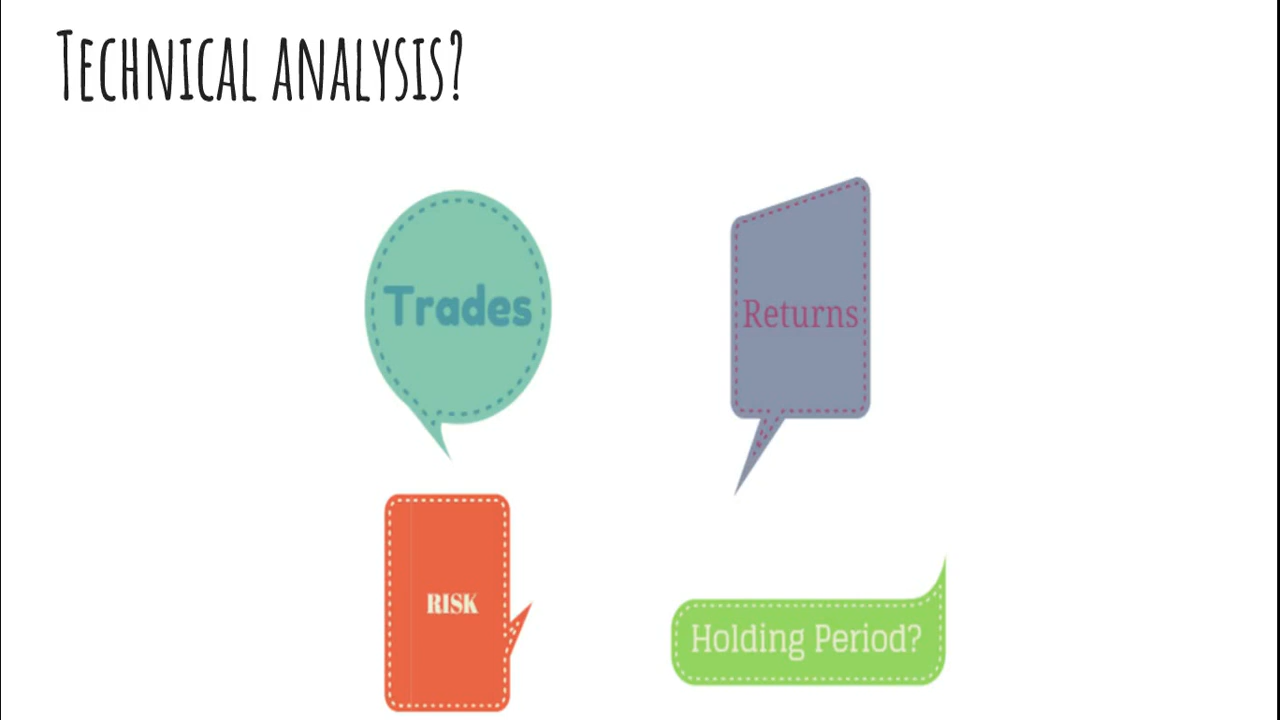 Technical analysis?
Trades
Returns
RISK
Holding Period?